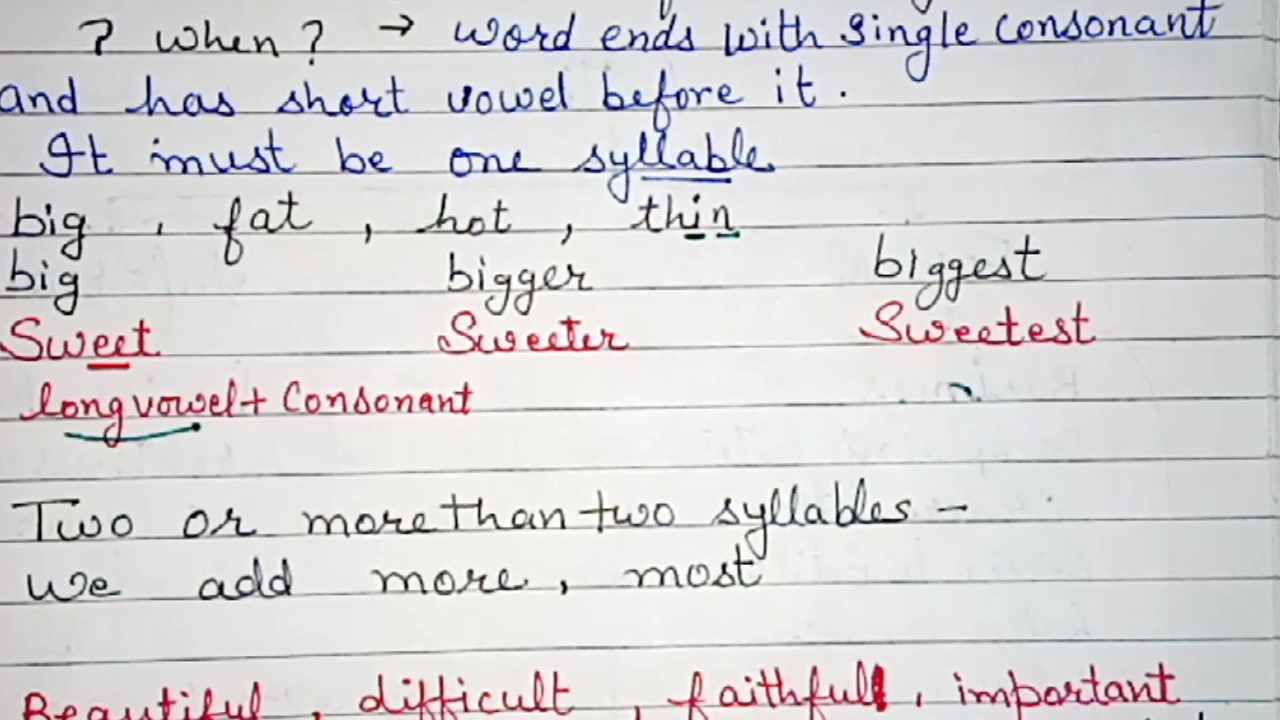 ? when? → word ends with single consonant
and has short vowel before it.
It must be one syllable
big , fat , hot , thin
big bigger biggest
Sweet Sweeter Sweetest
long vowel + Consonant
Two or more than two syllables -
we add more, most
Beautiful , difficult , faithful , important